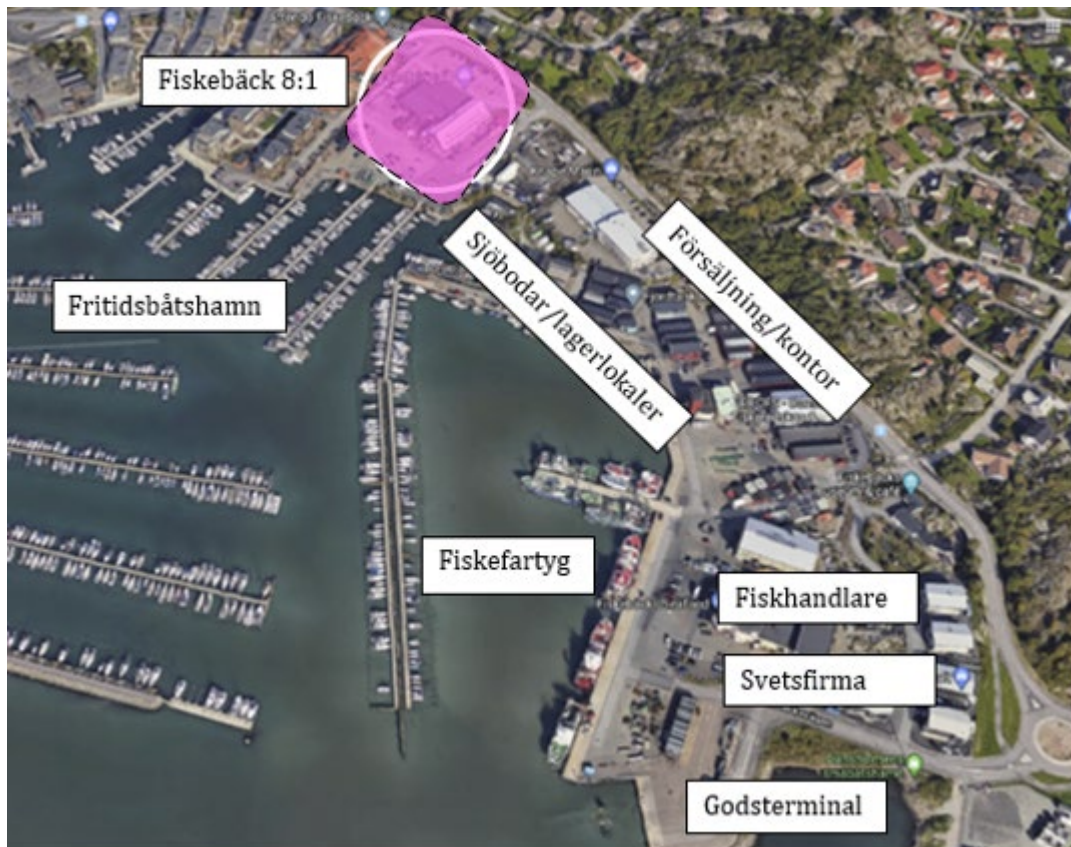 Fiskebäck 8:1
Sjöbodar/lagerlokaler
Försäljning/kontor
Fritidsbåtshamn
Fiskefartyg
Fiskhandlare
Svetsfirma
Godsterminal